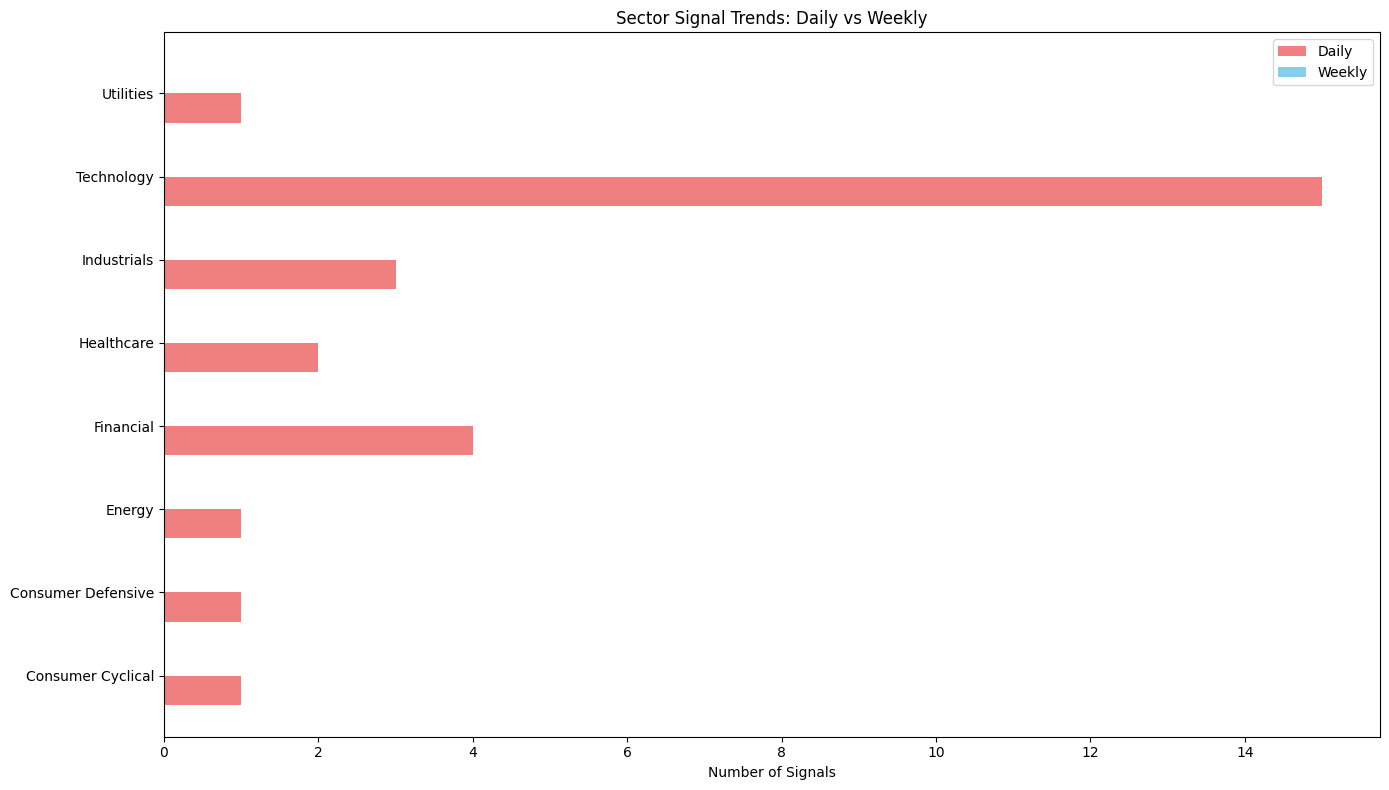 Sector Signal Trends: Daily vs Weekly
Daily
Weekly
Utilities
Technology
Industrials
Healthcare
Financial
Energy
Consumer Defensive
Consumer Cyclical
0 2 4 6 8 10 12 14
Number of Signals